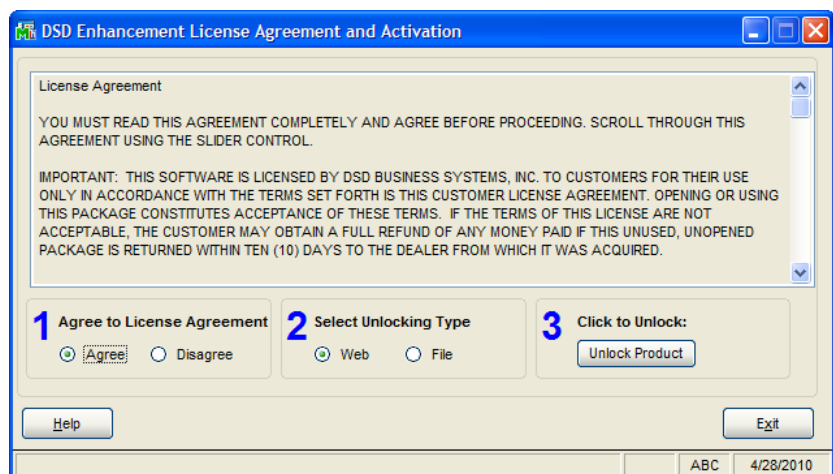 DSD Enhancement License Agreement and Activation
License Agreement
YOU MUST READ THIS AGREEMENT COMPLETELY AND AGREE BEFORE PROCEEDING. SCROLL THROUGH THIS
AGREEMENT USING THE SLIDER CONTROL.
IMPORTANT: THIS SOFTWARE IS LICENSED BY DSD BUSINESS SYSTEMS, INC. TO CUSTOMERS FOR THEIR USE
ONLY IN ACCORDANCE WITH THE TERMS SET FORTH IS THIS CUSTOMER LICENSE AGREEMENT. OPENING OR USING
THIS PACKAGE CONSTITUTES ACCEPTANCE OF THESE TERMS. IF THE TERMS OF THIS LICENSE ARE NOT
ACCEPTABLE, THE CUSTOMER MAY OBTAIN A FULL REFUND OF ANY MONEY PAID IF THIS UNUSED, UNOPENED
PACKAGE IS RETURNED WITHIN TEN (10) DAYS TO THE DEALER FROM WHICH IT WAS ACQUIRED.
1 Agree to License Agreement
Agree Disagree
2 Select Unlocking Type
Web File
3 Click to Unlock:
Unlock Product
Help
Exit
ABC 4/28/2010